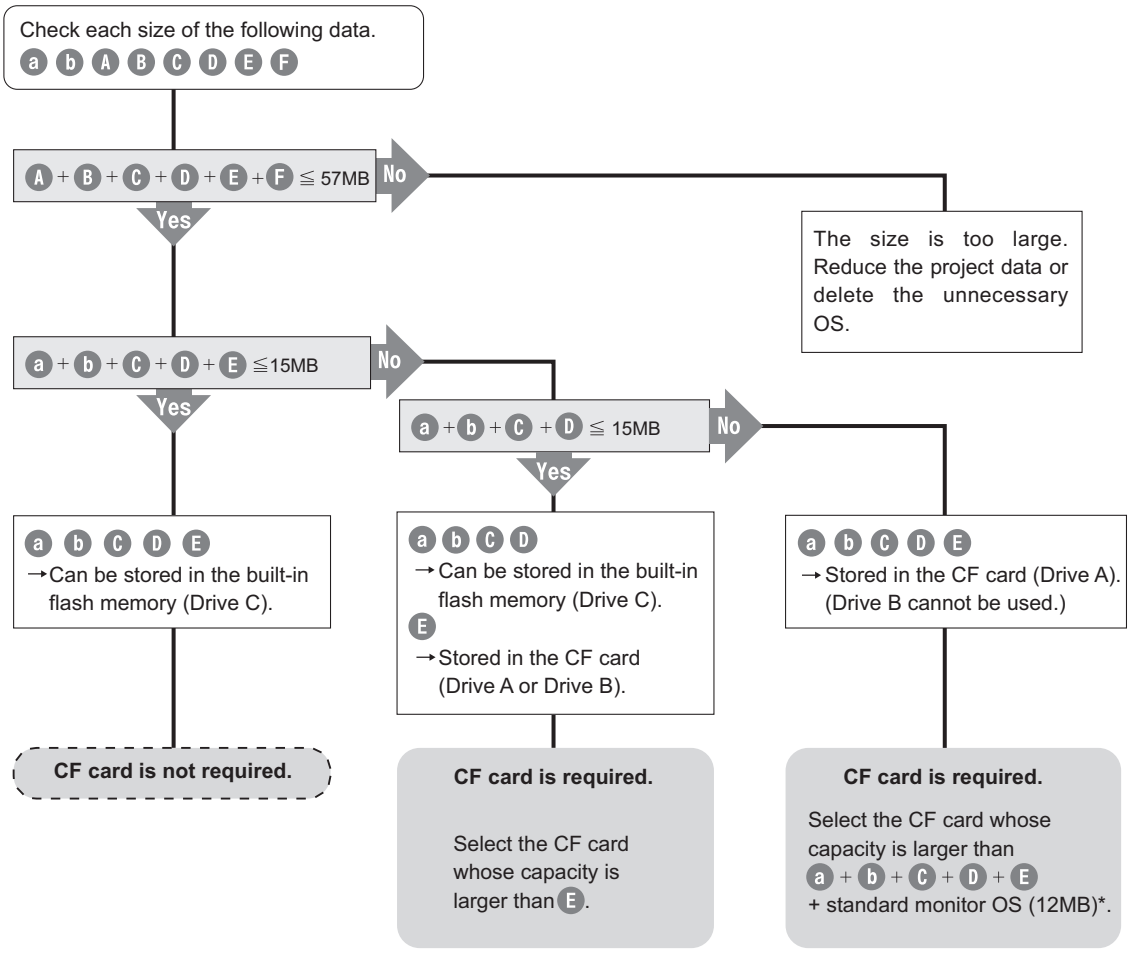 Check each size of the following data.
a b A B C D E F
A + B + C + D + E + F ≦ 57MB
No
Yes
The size is too large.
Reduce the project data or
delete the unnecessary
OS.
a + b + C + D + E ≦15MB
No
Yes
a + b + C + D ≦ 15MB
No
Yes
a b C D E
→Can be stored in the built-in
flash memory (Drive C).
a b C D
→Can be stored in the built-in
flash memory (Drive C).
E
→Stored in the CF card
(Drive A or Drive B).
a b C D E
→Stored in the CF card (Drive A).
(Drive B cannot be used.)
CF card is not required.
CF card is required.
Select the CF card
whose capacity is
larger than E.
CF card is required.
Select the CF card whose
capacity is larger than
a + b + C + D + E
+ standard monitor OS (12MB)*.